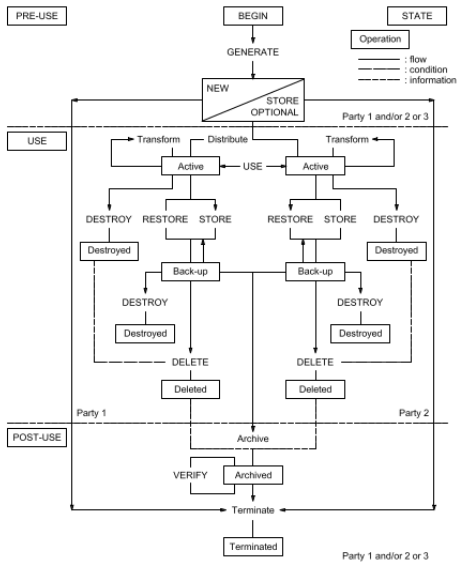 PRE-USE
BEGIN
STATE
Operation
GENERATE
: flow
: condition
: information
NEW
STORE
OPTIONAL
Party 1 and/or 2 or 3
USE
Transform
Distribute
Transform
Active
USE
Active
DESTROY
RESTORE
STORE
RESTORE
STORE
DESTROY
Destroyed
Destroyed
Back-up
Back-up
DESTROY
DESTROY
Destroyed
Destroyed
DELETE
DELETE
Deleted
Deleted
Party 1
Party 2
POST-USE
Archive
VERIFY
Archived
Terminate
Terminated
Party 1 and/or 2 or 3